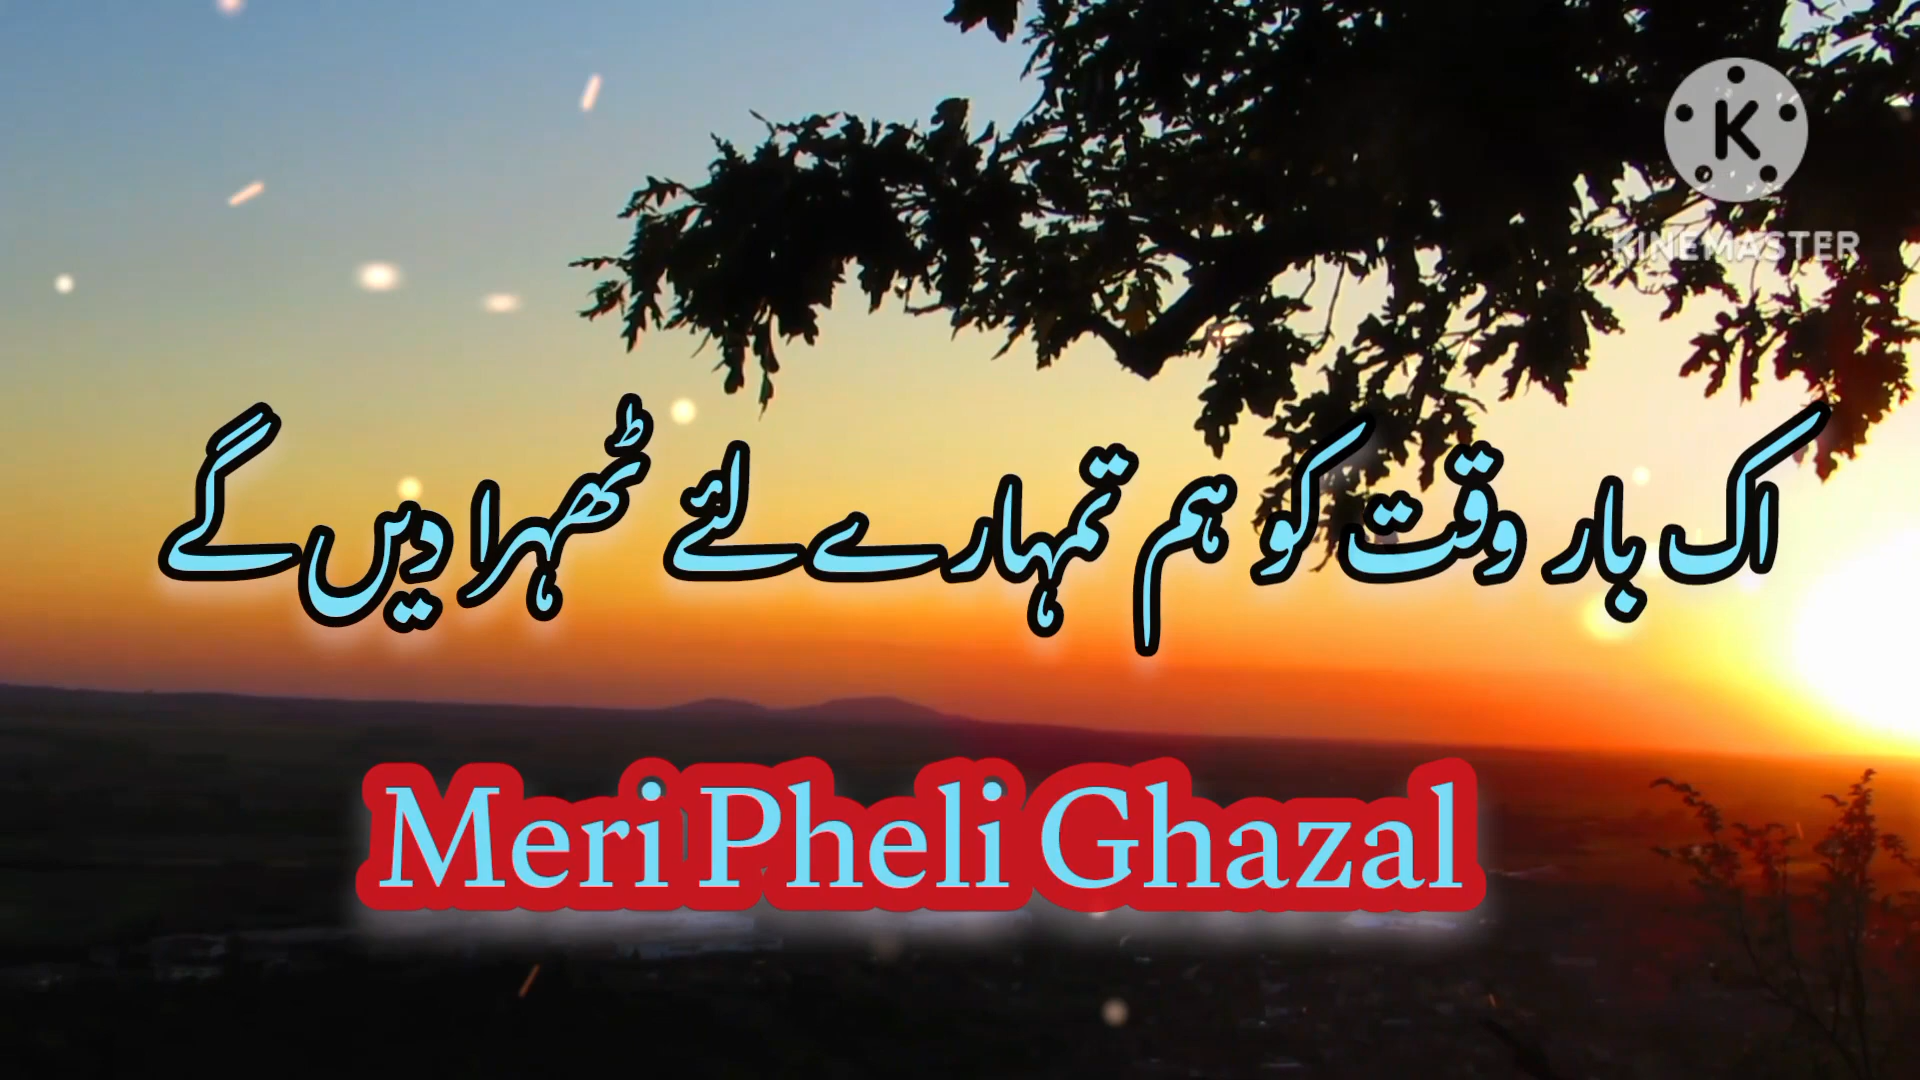 K
KINEMASTER
اک بار وقت کو ہم تمہارے لئے ٹھہرا دیں گے
Meri Pheli Ghazal